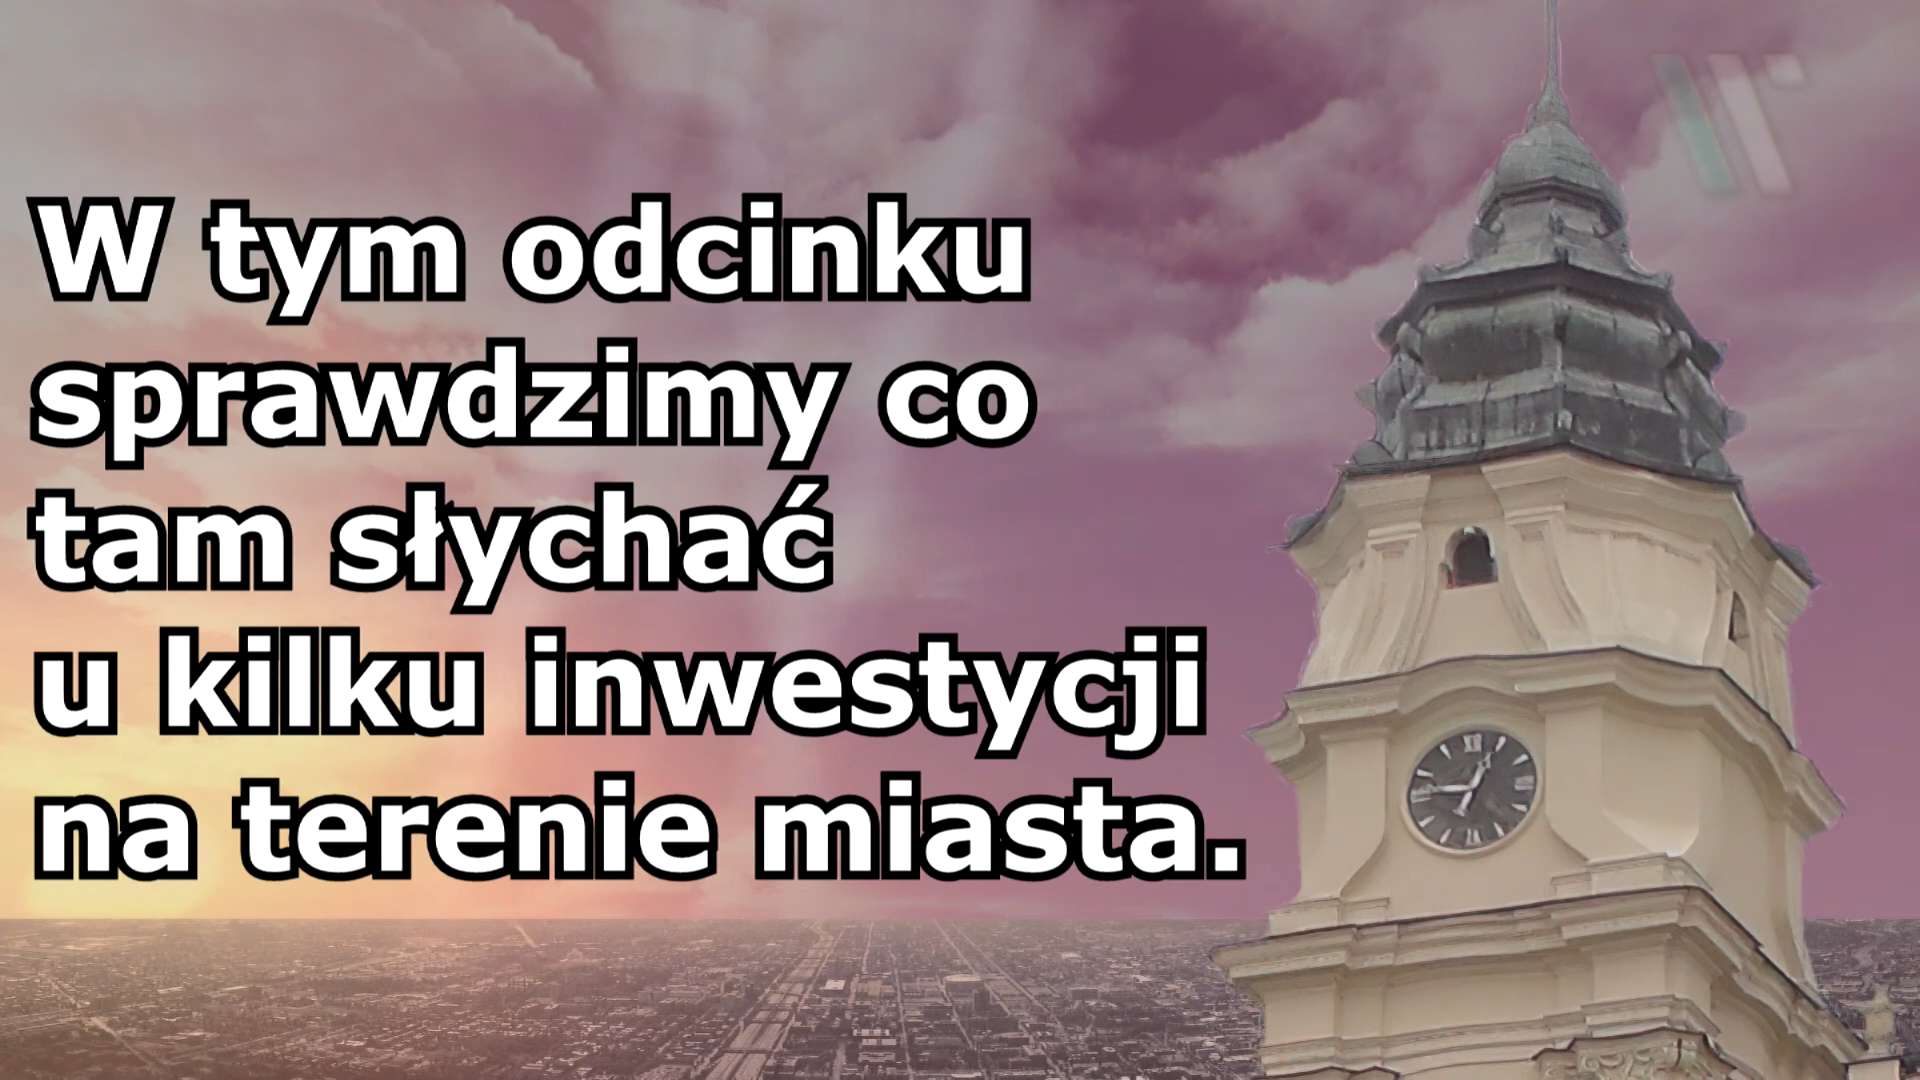 W tym odcinku
sprawdzimy co
tam słychać
u kilku inwestycji
na terenie miasta.